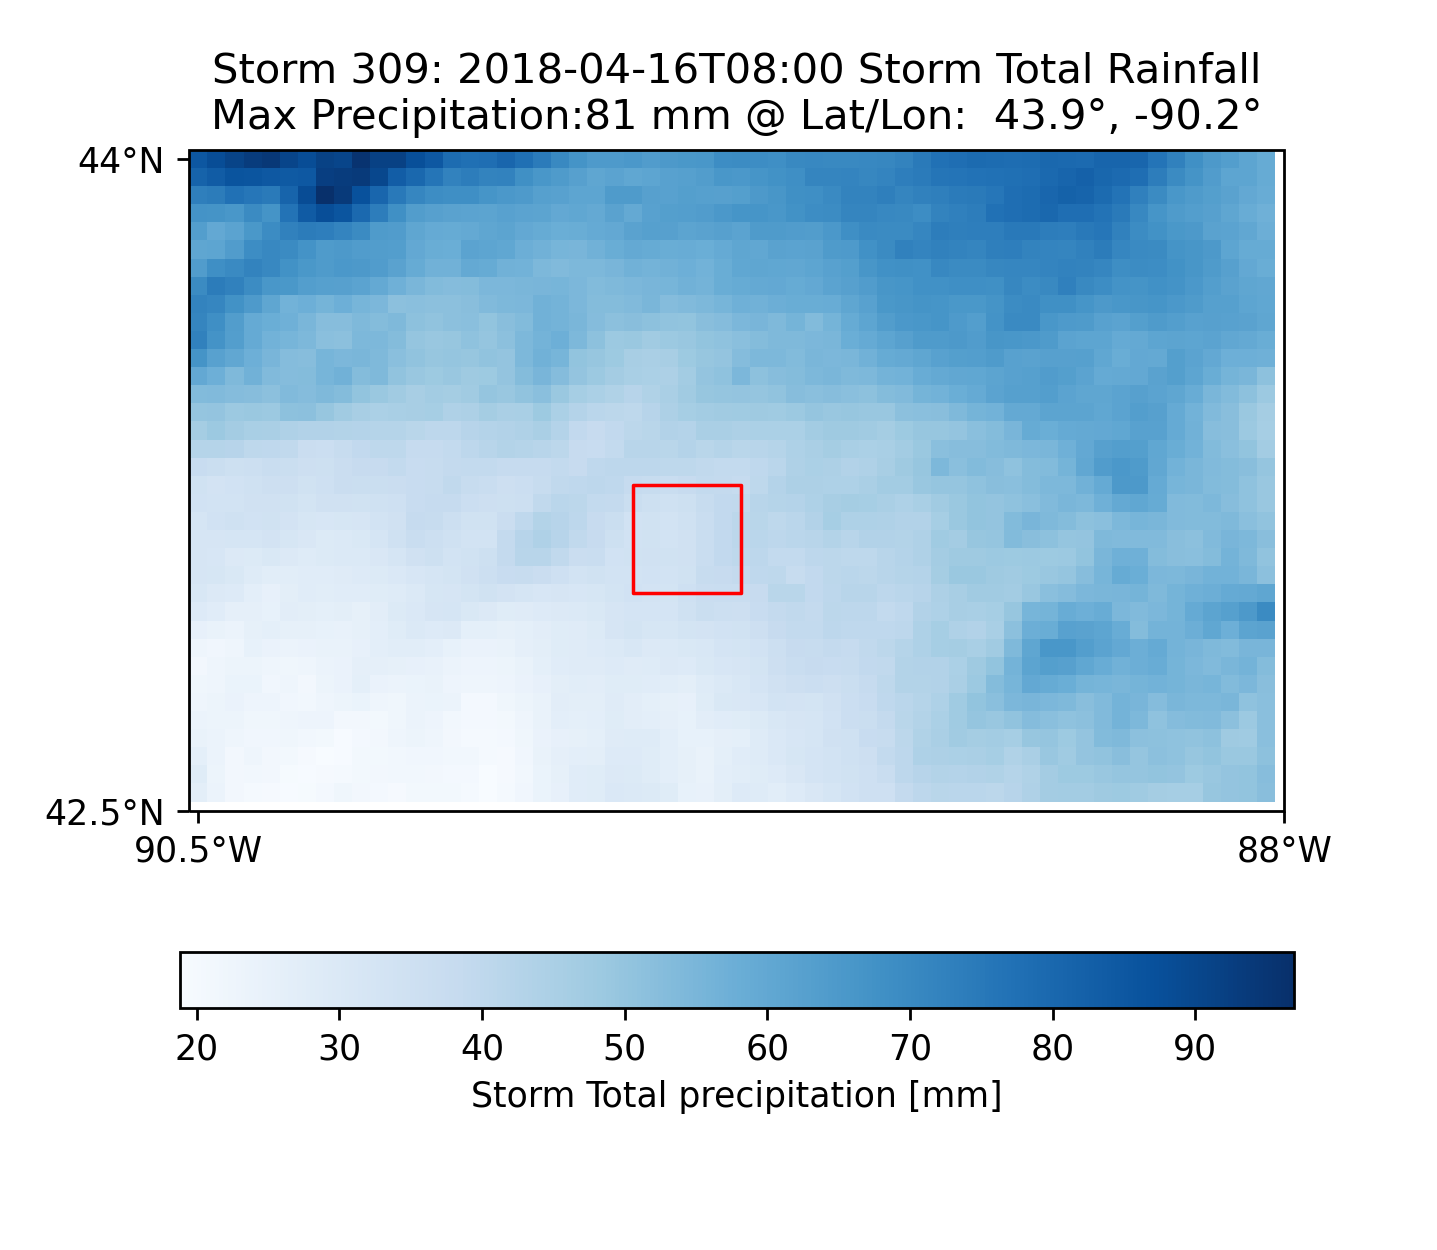 Storm 309: 2018-04-16T08:00 Storm Total Rainfall
Max Precipitation:81 mm @ Lat/Lon:  43.9°, -90.2°
44°N
42.5°N
90.5°W 88°W
20 30 40 50 60 70 80 90
Storm Total precipitation [mm]